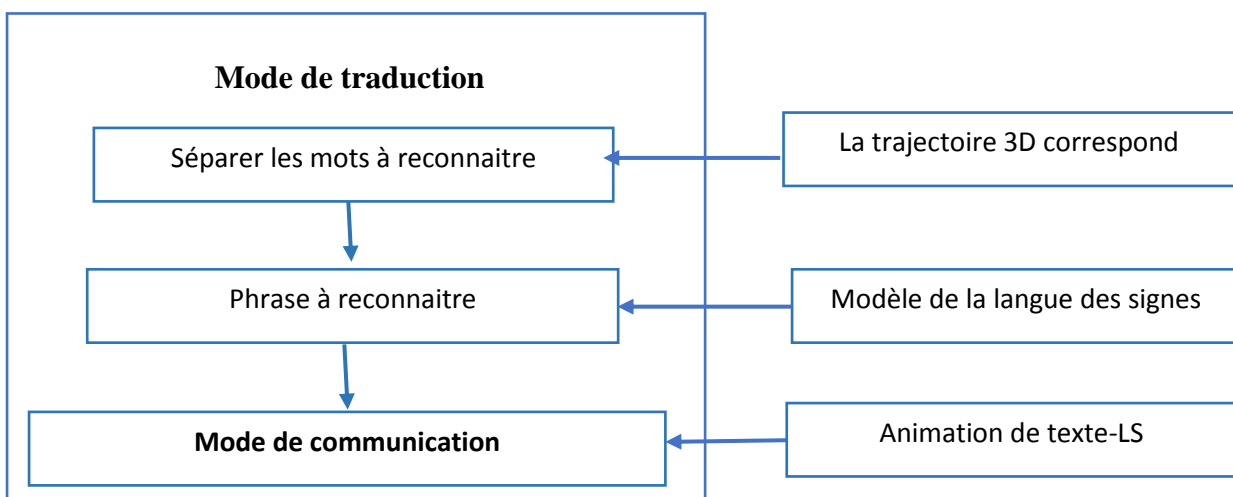 Mode de traduction
Séparer les mots à reconnaitre
La trajectoire 3D correspond
Phrase à reconnaitre
Modèle de la langue des signes
Mode de communication
Animation de texte-LS